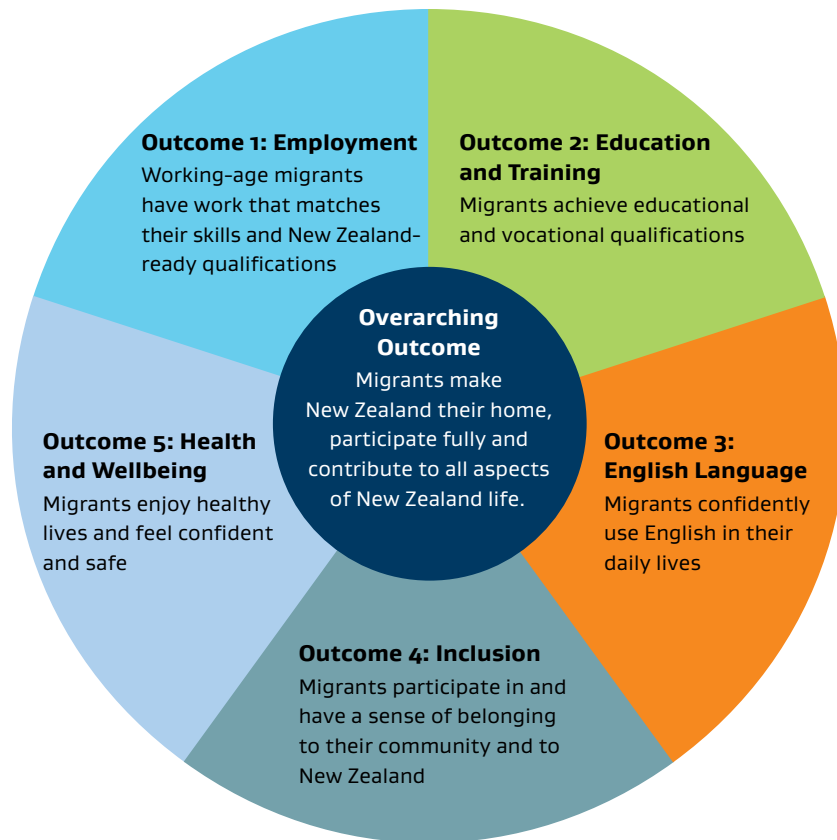 Outcome 1: Employment
Working-age migrants
have work that matches
their skills and New Zealand-
ready qualifications
Outcome 2: Education
and Training
Migrants achieve educational
and vocational qualifications
Overarching
Outcome
Migrants make
New Zealand their home,
participate fully and
contribute to all aspects
of New Zealand life.
Outcome 3:
English Language
Migrants confidently
use English in their
daily lives
Outcome 4: Inclusion
Migrants participate in and
have a sense of belonging
to their community and to
New Zealand
Outcome 5: Health
and Wellbeing
Migrants enjoy healthy
lives and feel confident
and safe